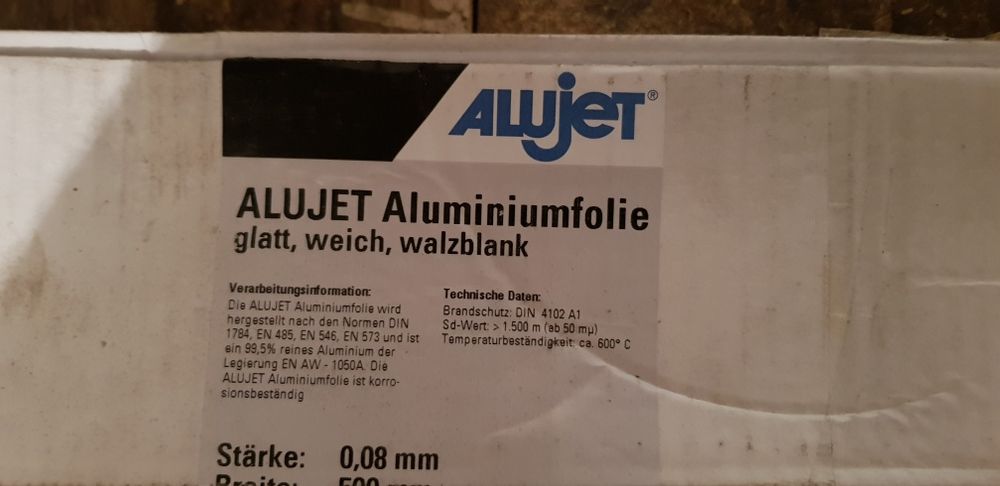 ALUJET®
ALUJET Aluminiumfolie
glatt, weich, walzblank
Verarbeitungsinformation:
Die ALUJET Aluminiumfolie wird
hergestellt nach den Normen DIN
1784, EN 485, EN 546, EN 573 und ist
ein 99,5% reines Aluminium der
Legierung EN AW - 1050A. Die
ALUJET Aluminiumfolie ist korro-
sionsbeständig
Technische Daten:
Brandschutz: DIN 4102 A1
Sd-Wert: > 1.500 m (ab 50 mµ)
Temperaturbeständigkeit: ca. 600° C
Stärke: 0,08 mm
Breite: 500 mm